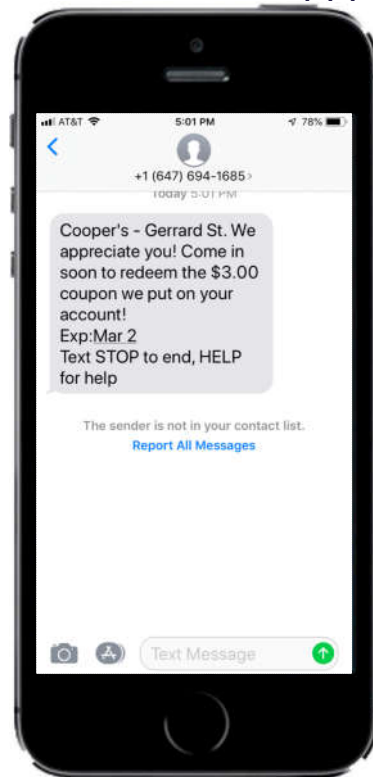 AT&T 5:01 PM 78%
+1 (647) 694-1685 >
Today 5:01 PM
Cooper's - Gerrard St. We
appreciate you! Come in
soon to redeem the $3.00
coupon we put on your
account!
Exp:Mar 2
Text STOP to end, HELP
for help
The sender is not in your contact list.
Report All Messages
Text Message